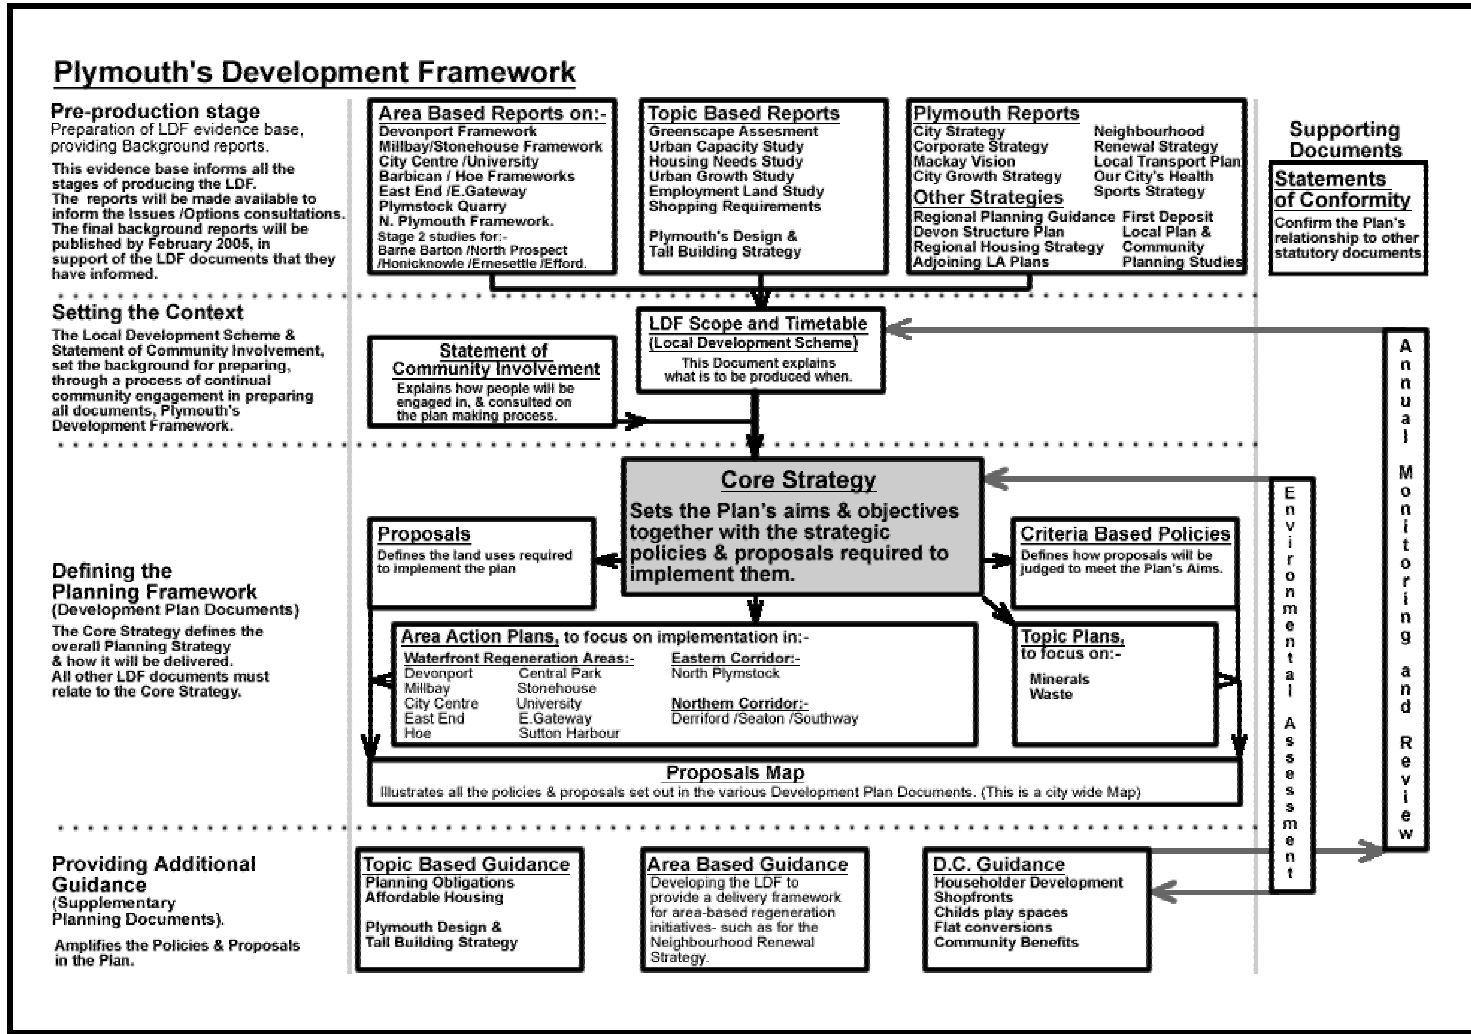 Plymouth's Development Framework
Pre-production stage
Preparation of LDF evidence base,
providing Background reports.
This evidence base informs all the
stages of producing the LDF.
The reports will be made available to
inform the Issues /Options consultations.
The final background reports will be
published by February 2005, in
support of the LDF documents that they
have informed.
Area Based Reports on:-
Devonport Framework
Millbay/Stonehouse Framework
City Centre /University
Barbican / Hoe Frameworks
East End /E.Gateway
Plymstock Quarry
N. Plymouth Framework.
Stage 2 studies for:-
Barne Barton /North Prospect
/Honicknowle /Ernesettle /Efford.
Topic Based Reports
Greenscape Assesment
Urban Capacity Study
Housing Needs Study
Urban Growth Study
Employment Land Study
Shopping Requirements
Plymouth's Design &
Tall Building Strategy
Plymouth Reports
City Strategy
Corporate Strategy
Mackay Vision
City Growth Strategy
Neighbourhood
Renewal Strategy
Local Transport Plan
Our City's Health
Sports Strategy
Other Strategies
Regional Planning Guidance
Devon Structure Plan
Regional Housing Strategy
Adjoining LA Plans
First Deposit
Local Plan &
Community
Planning Studies
Supporting
Documents
Statements
of Conformity
Confirm the Plan's
relationship to other
statutory documents.
Setting the Context
The Local Development Scheme &
Statement of Community Involvement,
set the background for preparing,
through a process of continual
community engagement in preparing
all documents, Plymouth's
Development Framework.
Statement of
Community Involvement
Explains how people will be
engaged in, & consulted on
the plan making process.
LDF Scope and Timetable
(Local Development Scheme)
This Document explains
what is to be produced when.
Defining the
Planning Framework
(Development Plan Documents)
The Core Strategy defines the
overall Planning Strategy
& how it will be delivered.
All other LDF documents must
relate to the Core Strategy.
Core Strategy
Sets the Plan's aims & objectives
together with the strategic
policies & proposals required to
implement them.
Proposals
Defines the land uses required
to implement the plan
Criteria Based Policies
Defines how proposals will be
judged to meet the Plan's Aims.
Area Action Plans, to focus on implementation in:-
Waterfront Regeneration Areas:-
Devonport
Millbay
City Centre
East End
Hoe
Central Park
Stonehouse
University
E.Gateway
Sutton Harbour
Eastern Corridor:-
North Plymstock
Northern Corridor:-
Derriford /Seaton /Southway
Topic Plans,
to focus on:-
Minerals
Waste
Proposals Map
Illustrates all the policies & proposals set out in the various Development Plan Documents. (This is a city wide Map)
Environmental Assessment
Annual Monitoring and Review
Providing Additional
Guidance
(Supplementary
Planning Documents).
Amplifies the Policies & Proposals
in the Plan.
Topic Based Guidance
Planning Obligations
Affordable Housing
Plymouth Design &
Tall Building Strategy
Area Based Guidance
Developing the LDF to
provide a delivery framework
for area-based regeneration
initiatives- such as for the
Neighbourhood Renewal
Strategy.
D.C. Guidance
Householder Development
Shopfronts
Childs play spaces
Flat conversions
Community Benefits